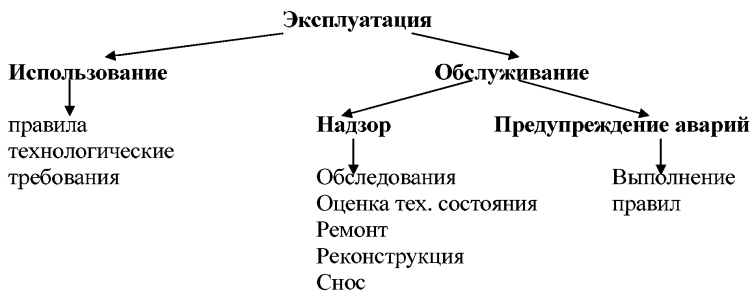 Эксплуатация
Использование
Обслуживание
правила
технологические
требования
Надзор
Предупреждение аварий
Обследования
Оценка тех. состояния
Ремонт
Реконструкция
Снос
Выполнение
правил